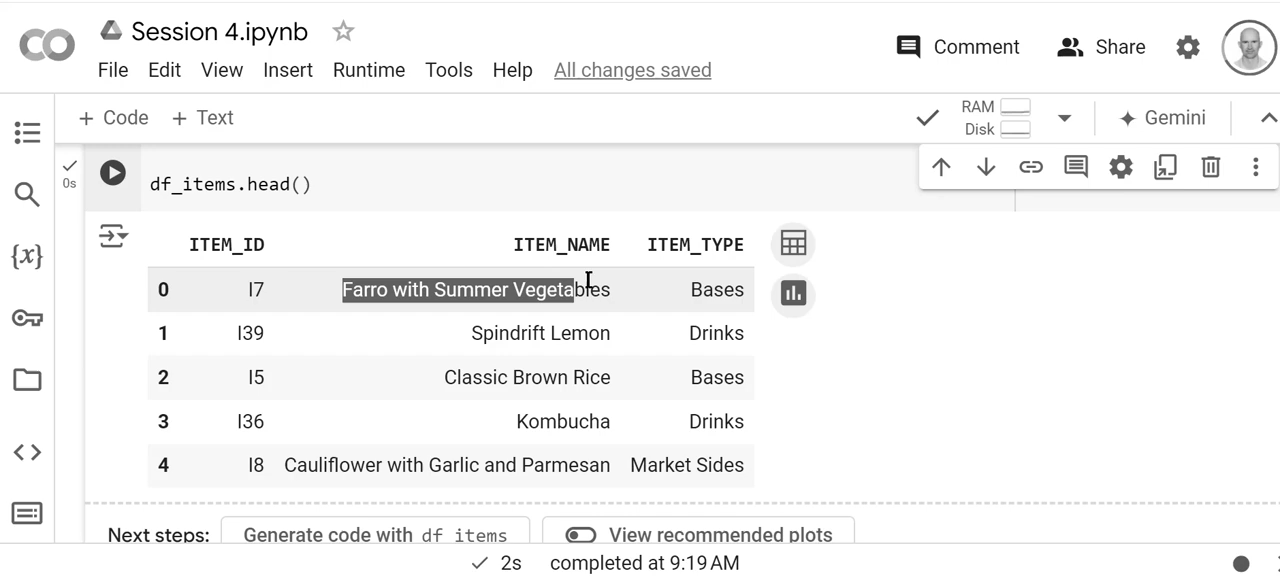 Session 4.ipynb
File Edit View Insert Runtime Tools Help All changes saved
Comment Share
+ Code + Text
RAM
Disk
Gemini
0s
df_items.head()
ITEM_ID ITEM_NAME ITEM_TYPE
0 I7 Farro with Summer Vegetables Bases
1 I39 Spindrift Lemon Drinks
2 I5 Classic Brown Rice Bases
3 I36 Kombucha Drinks
4 I8 Cauliflower with Garlic and Parmesan Market Sides
Next steps: Generate code with df_items View recommended plots
2s completed at 9:19 AM